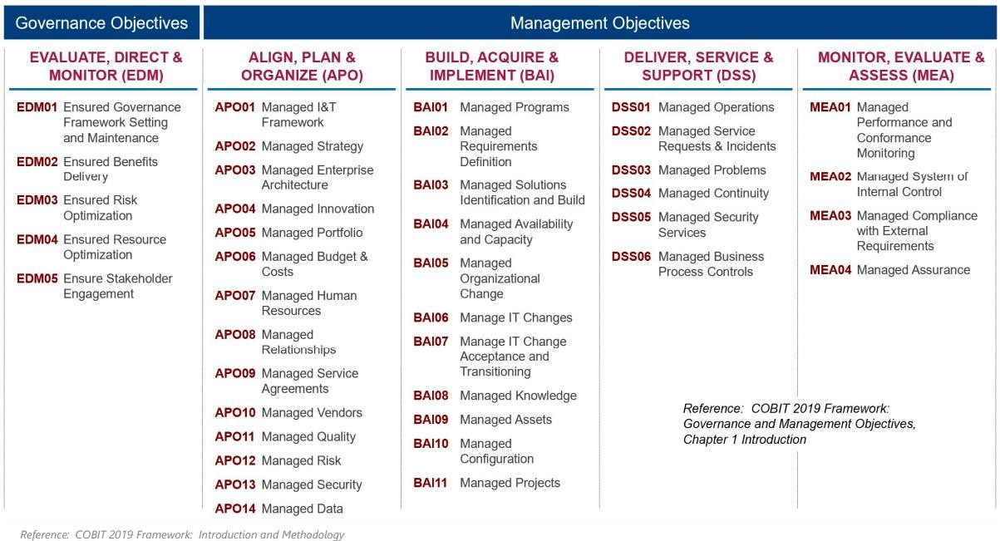 Governance Objectives
Management Objectives
EVALUATE, DIRECT &
MONITOR (EDM)
EDM01 Ensured Governance
Framework Setting
and Maintenance
EDM02 Ensured Benefits
Delivery
EDM03 Ensured Risk
Optimization
EDM04 Ensured Resource
Optimization
EDM05 Ensure Stakeholder
Engagement
ALIGN, PLAN &
ORGANIZE (APO)
APO01 Managed I&T
Framework
APO02 Managed Strategy
APO03 Managed Enterprise
Architecture
APO04 Managed Innovation
APO05 Managed Portfolio
APO06 Managed Budget &
Costs
APO07 Managed Human
Resources
APO08 Managed
Relationships
APO09 Managed Service
Agreements
APO10 Managed Vendors
APO11 Managed Quality
APO12 Managed Risk
APO13 Managed Security
APO14 Managed Data
BUILD, ACQUIRE &
IMPLEMENT (BAI)
BAI01 Managed Programs
BAI02 Managed
Requirements
Definition
BAI03 Managed Solutions
Identification and Build
BAI04 Managed Availability
and Capacity
BAI05 Managed
Organizational
Change
BAI06 Manage IT Changes
BAI07 Manage IT Change
Acceptance and
Transitioning
BAI08 Managed Knowledge
BAI09 Managed Assets
BAI10 Managed
Configuration
BAI11 Managed Projects
DELIVER, SERVICE &
SUPPORT (DSS)
DSS01 Managed Operations
DSS02 Managed Service
Requests & Incidents
DSS03 Managed Problems
DSS04 Managed Continuity
DSS05 Managed Security
Services
DSS06 Managed Business
Process Controls
MONITOR, EVALUATE &
ASSESS (MEA)
MEA01 Managed
Performance and
Conformance
Monitoring
MEA02 Managed System of
Internal Control
MEA03 Managed Compliance
with External
Requirements
MEA04 Managed Assurance
Reference: COBIT 2019 Framework:
Governance and Management Objectives,
Chapter 1 Introduction
Reference: COBIT 2019 Framework: Introduction and Methodology